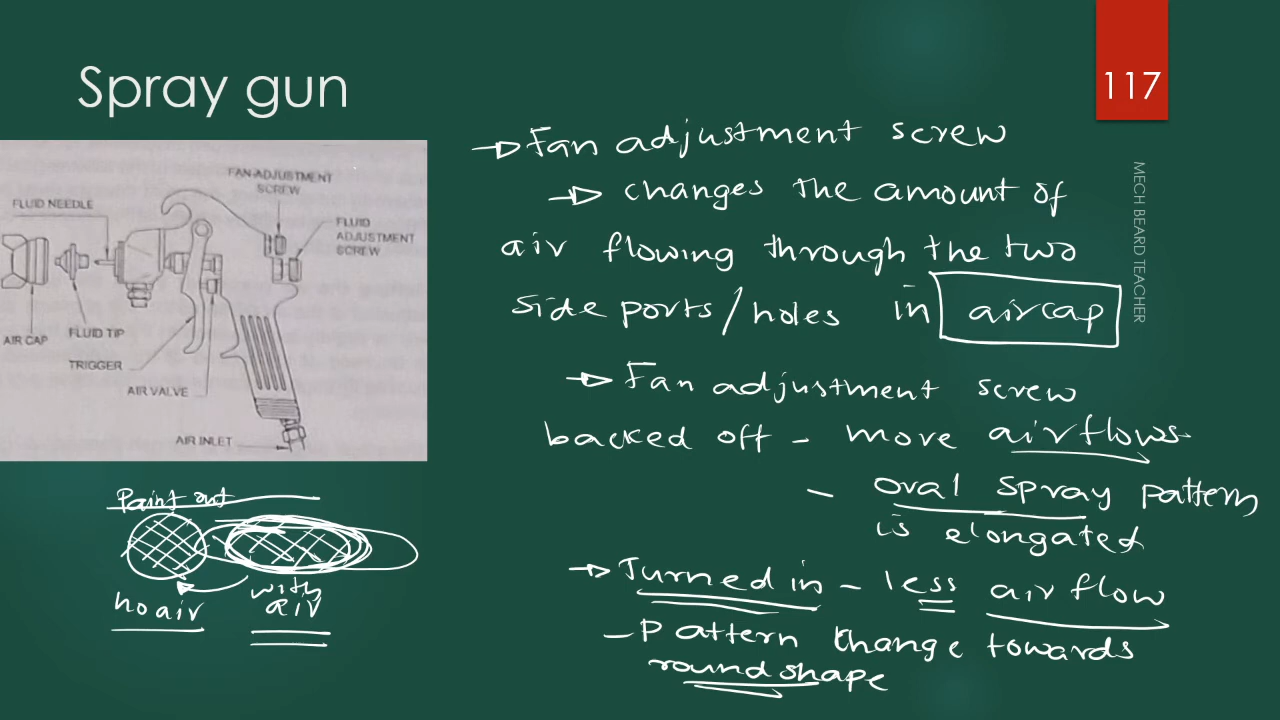 Spray gun
117
MECH BEARD TEACHER
FAN-ADJUSTMENT
SCREW
FLUID NEEDLE
FLUID
ADJUSTMENT
SCREW
AIR CAP
FLUID TIP
TRIGGER
AIR VALVE
AIR INLET
Paint out
no air
with
air
→ Fan adjustment screw
→ changes the amount of
air flowing through the two
side ports/holes in aircap
→ Fan adjustment screw
backed off - more airflows.
- oval spray pattern
is elongated
→ Turned in - less air flow
- Pattern change towards
round shape